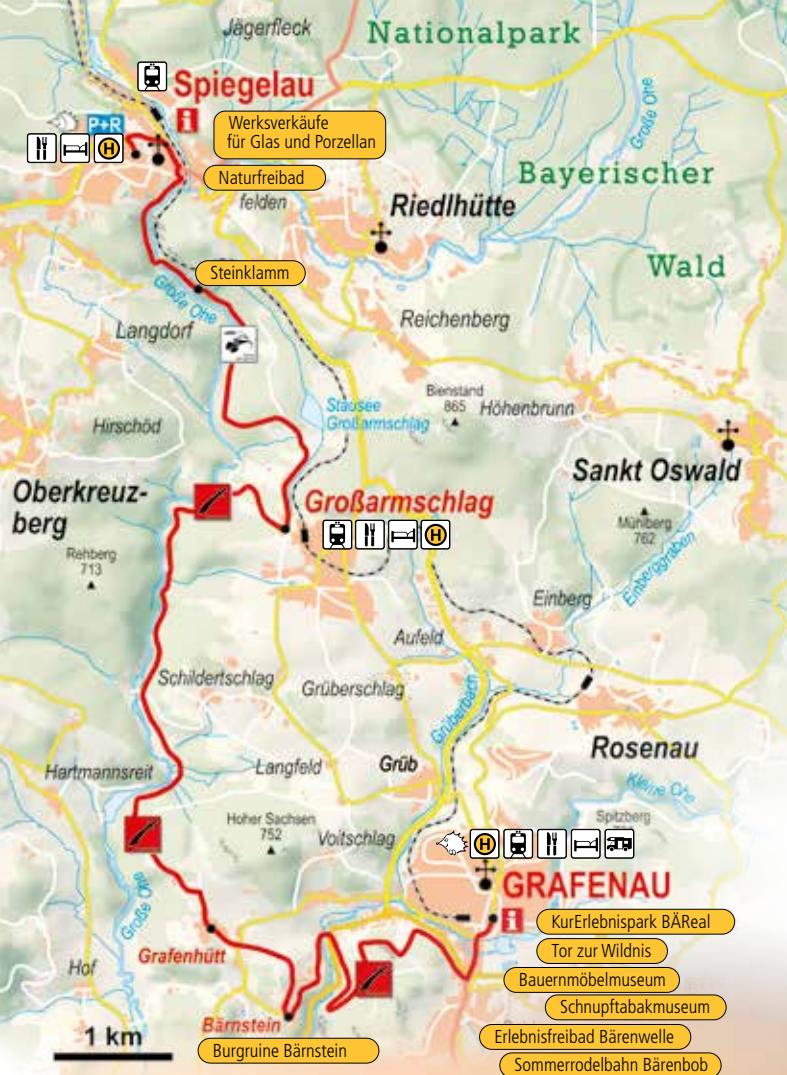 Jägerfleck
Nationalpark
Spiegelau
Große Ohe
P+R
i
Werksverkäufe
für Glas und Porzellan
H
Bayerischer
Naturfreibad
felden
Riedlhütte
Wald
Steinklamm
Große Ohe
Reichenberg
Langdorf
Bienstand
865
Höhenbrunn
Stausee
Großarmschlag
Hirschöd
Sankt Oswald
Oberkreuz-
berg
Großarmschlag
Mühlberg
762
H
Rehberg
713
Einberggraben
Einberg
Aufeld
Schildertschlag
Grüberschlag
Grüberbach
Rosenau
Hartmannsreit
Langfeld
Grüb
Kleine Ohe
Hoher Sachsen
752
Voitschlag
Spitzberg
H
GRAFENAU
Große Ohe
i
KurErlebnispark BÄReal
Tor zur Wildnis
Grafenhütt
Hof
Bauernmöbelmuseum
Schnupftabakmuseum
Bärnstein
1 km
Erlebnisfreibad Bärenwelle
Burgruine Bärnstein
Sommerrodelbahn Bärenbob